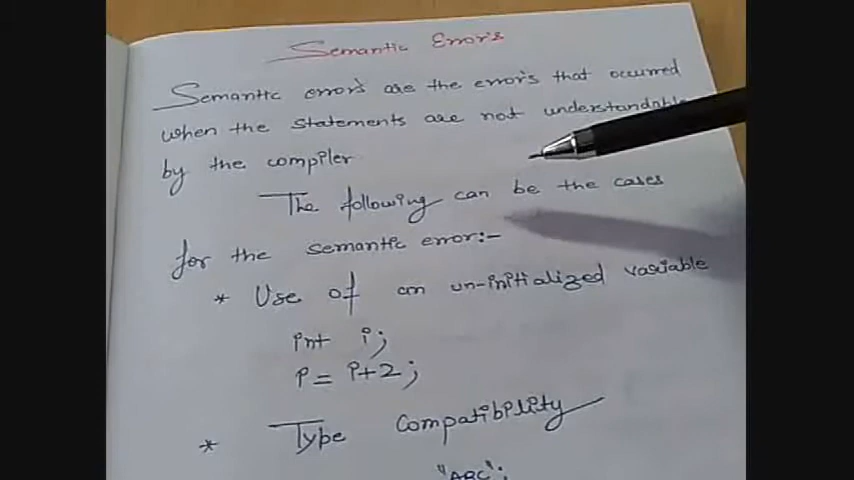 Semantic Errors
Semantic errors are the errors that occurred
when the statements are not understandable
by the compiler
The following can be the cases
for the semantic error:-
* Use of an un-initialized variable
int i;
i = i+2;
* Type Compatibility
"ABC";